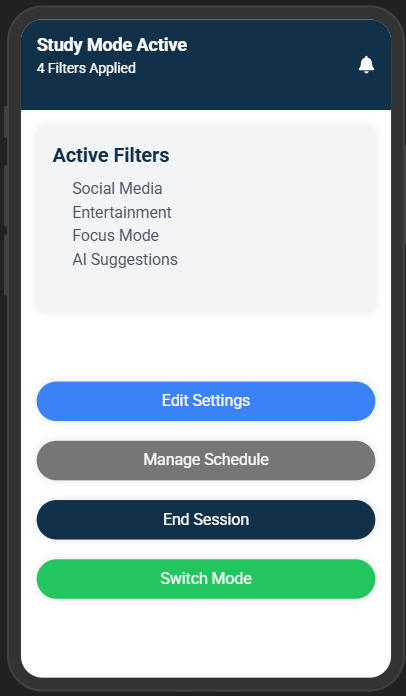 Study Mode Active
4 Filters Applied
Active Filters
Social Media
Entertainment
Focus Mode
AI Suggestions
Edit Settings
Manage Schedule
End Session
Switch Mode